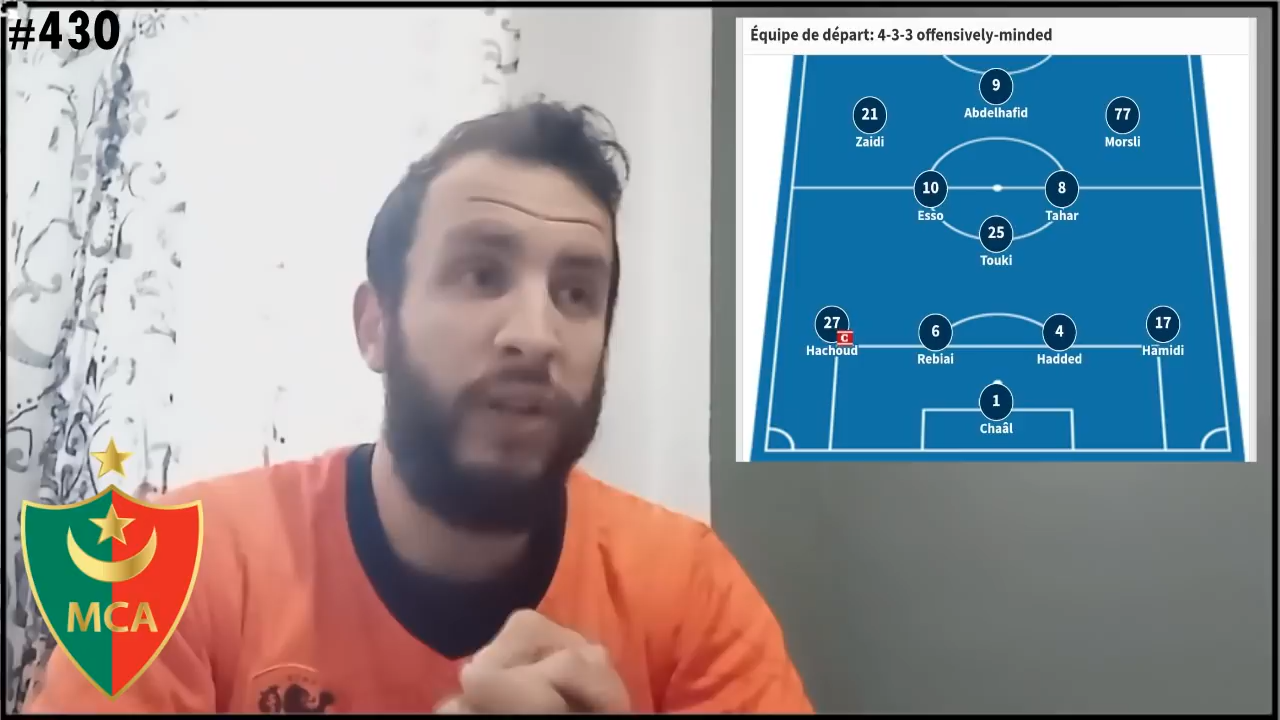 #430
Équipe de départ: 4-3-3 offensively-minded
9
Abdelhafid
21
Zaidi
77
Morsli
10
Esso
8
Tahar
25
Touki
27
C
Hachoud
6
Rebiai
4
Hadded
17
Hamidi
1
Chaâl
MCA